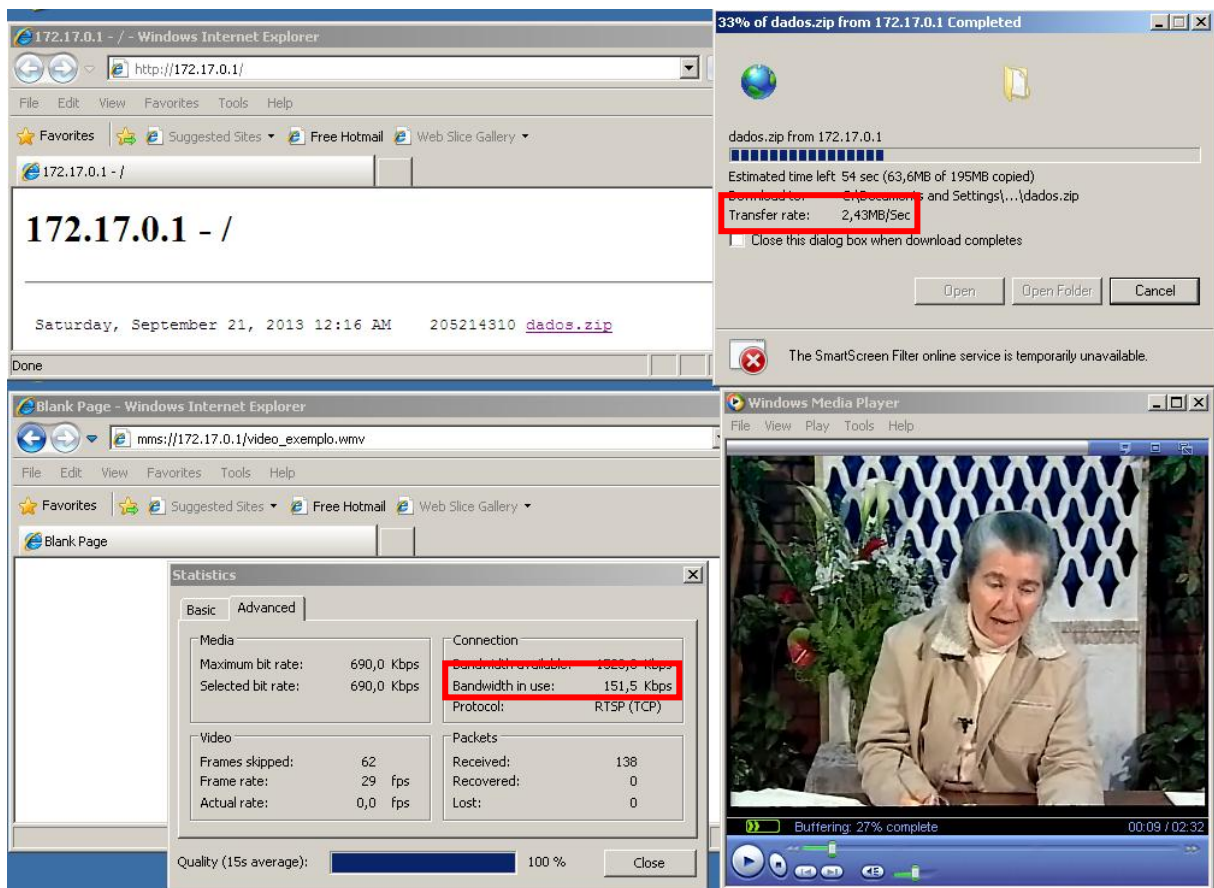 172.17.0.1 - / - Windows Internet Explorer
http://172.17.0.1/
File Edit View Favorites Tools Help
Favorites Suggested Sites Free Hotmail Web Slice Gallery
172.17.0.1 - /
172.17.0.1 - /
Saturday, September 21, 2013 12:16 AM 205214310 dados.zip
Done
33% of dados.zip from 172.17.0.1 Completed
dados.zip from 172.17.0.1
Estimated time left 54 sec (63,6MB of 195MB copied)
Download to: C:\Documents and Settings\...\dados.zip
Transfer rate: 2,43MB/Sec
Close this dialog box when download completes
Open Open Folder Cancel
The SmartScreen Filter online service is temporarily unavailable.
Blank Page - Windows Internet Explorer
mms://172.17.0.1/video_exemplo.wmv
File Edit View Favorites Tools Help
Favorites Suggested Sites Free Hotmail Web Slice Gallery
Blank Page
Statistics
Basic Advanced
Media
Maximum bit rate: 690,0 Kbps
Selected bit rate: 690,0 Kbps
Connection
Bandwidth available: Kbps
Bandwidth in use: 151,5 Kbps
Protocol: RTSP (TCP)
Video
Frames skipped: 62
Frame rate: 29 fps
Actual rate: 0,0 fps
Packets
Received: 138
Recovered: 0
Lost: 0
Quality (15s average): 100 %
Close
Windows Media Player
File View Play Tools Help
Buffering: 27% complete 00:09 / 02:32